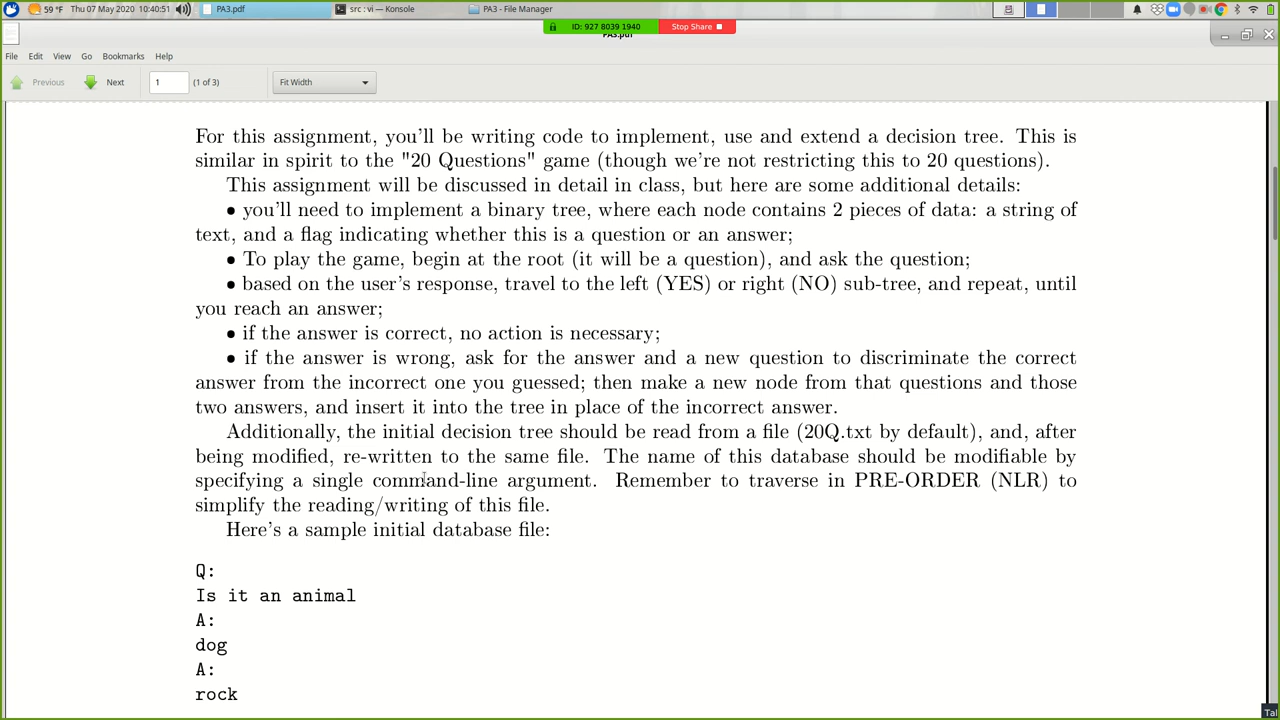 59 °F Thu 07 May 2020 10:40:51 PA3.pdf src : vi — Konsole PA3 - File Manager
ID: 927 8039 1940 Stop Share
PA3.pdf
File Edit View Go Bookmarks Help
Previous Next 1 (1 of 3) Fit Width
For this assignment, you'll be writing code to implement, use and extend a decision tree. This is
similar in spirit to the "20 Questions" game (though we're not restricting this to 20 questions).
This assignment will be discussed in detail in class, but here are some additional details:
• you'll need to implement a binary tree, where each node contains 2 pieces of data: a string of
text, and a flag indicating whether this is a question or an answer;
• To play the game, begin at the root (it will be a question), and ask the question;
• based on the user's response, travel to the left (YES) or right (NO) sub-tree, and repeat, until
you reach an answer;
• if the answer is correct, no action is necessary;
• if the answer is wrong, ask for the answer and a new question to discriminate the correct
answer from the incorrect one you guessed; then make a new node from that questions and those
two answers, and insert it into the tree in place of the incorrect answer.
Additionally, the initial decision tree should be read from a file (20Q.txt by default), and, after
being modified, re-written to the same file. The name of this database should be modifiable by
specifying a single command-line argument. Remember to traverse in PRE-ORDER (NLR) to
simplify the reading/writing of this file.
Here's a sample initial database file:
Q:
Is it an animal
A:
dog
A:
rock
Tal